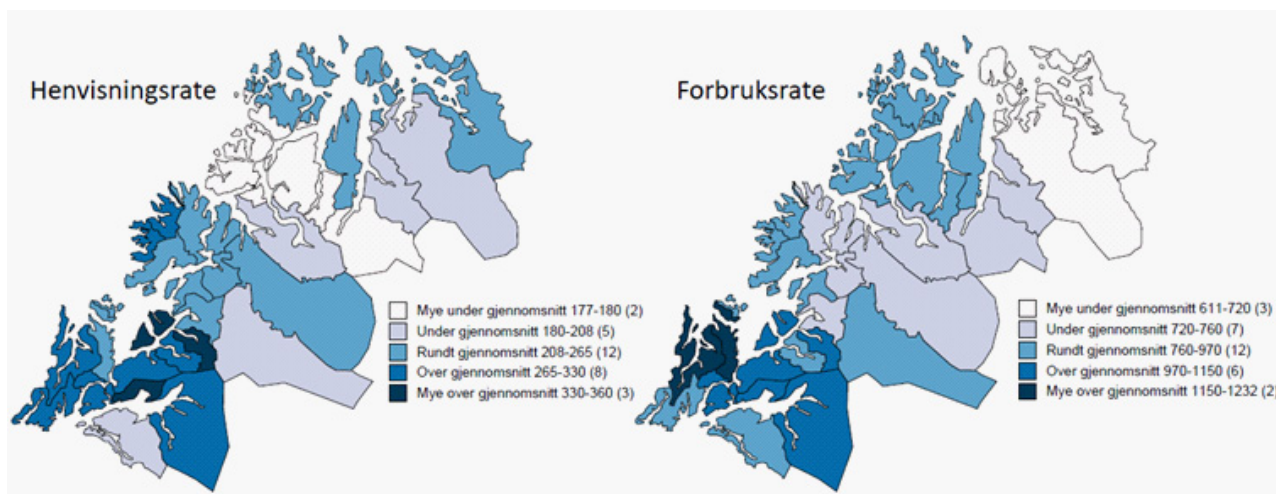 Henvisningsrate
Mye under gjennomsnitt 177-180 (2)
Under gjennomsnitt 180-208 (5)
Rundt gjennomsnitt 208-265 (12)
Over gjennomsnitt 265-330 (8)
Mye over gjennomsnitt 330-360 (3)
Forbruksrate
Mye under gjennomsnitt 611-720 (3)
Under gjennomsnitt 720-760 (7)
Rundt gjennomsnitt 760-970 (12)
Over gjennomsnitt 970-1150 (6)
Mye over gjennomsnitt 1150-1232 (2)